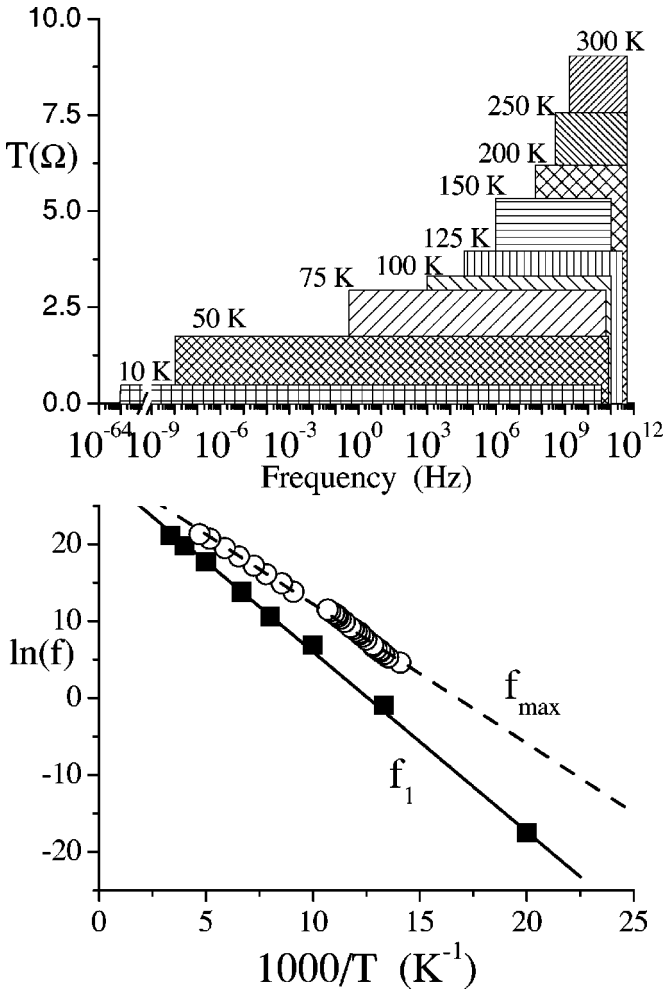 10.0
300 K
7.5
250 K
T(Ω)
200 K
150 K
5.0
125 K
100 K
75 K
2.5
50 K
10 K
0.0
10^-64 10^-9 10^-6 10^-3 10^0 10^3 10^6 10^9 10^12
Frequency (Hz)
20
10
ln(f)
0
f_max
f_1
-10
-20
0 5 10 15 20 25
1000/T (K^-1)